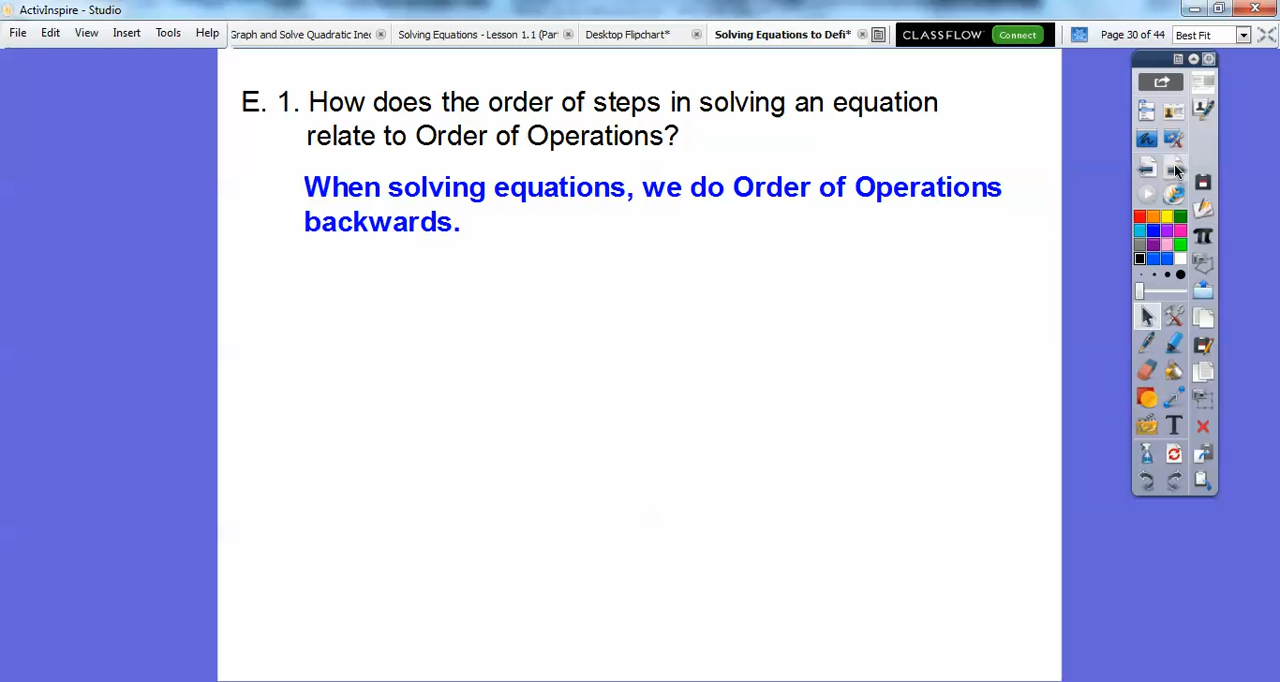 ActivInspire - Studio
File Edit View Insert Tools Help
Graph and Solve Quadratic Ine Solving Equations - Lesson 1.1 (Par Desktop Flipchart* Solving Equations to Defi* CLASSFLOW Connect Page 30 of 44 Best Fit
E. 1. How does the order of steps in solving an equation
relate to Order of Operations?
When solving equations, we do Order of Operations
backwards.